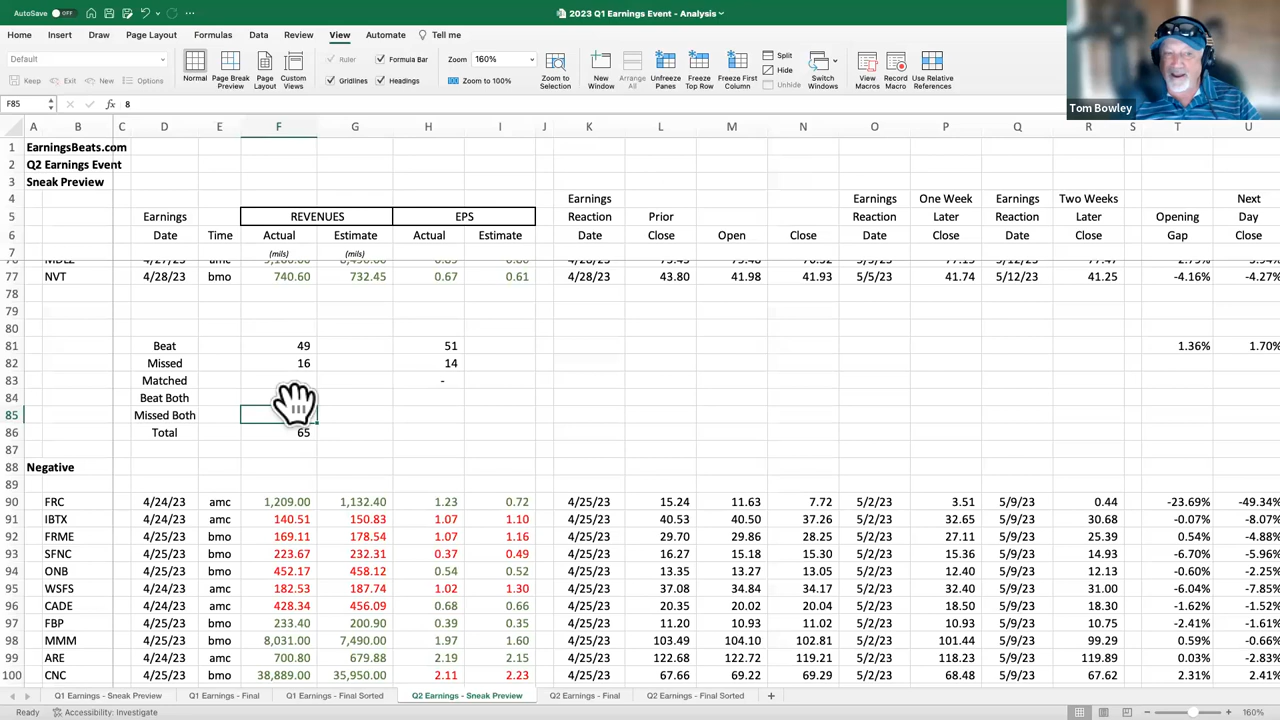 AutoSave OFF 2023 Q1 Earnings Event - Analysis
Home Insert Draw Page Layout Formulas Data Review View Automate Tell me
Default
Keep Exit New Options
Normal Page Break Preview Page Layout Custom Views
Ruler Formula Bar
Gridlines Headings
Zoom 160%
Zoom to 100%
Zoom to Selection
New Window Arrange All Unfreeze Panes Freeze Top Row Freeze First Column
Split
Hide
Unhide
Switch Windows View Macros Record Macro Use Relative References
Tom Bowley
F85 fx 8
A B C D E F G H I J K L M N O P Q R S T U
1 EarningsBeats.com
2 Q2 Earnings Event
3 Sneak Preview
4 Earnings Earnings One Week Earnings Two Weeks Next
5 Earnings REVENUES EPS Reaction Prior Reaction Later Reaction Later Opening Day
6 Date Time Actual Estimate Actual Estimate Date Close Open Close Date Close Date Close Gap Close
7 (mils) (mils)
77 NVT 4/28/23 bmo 740.60 732.45 0.67 0.61 4/28/23 43.80 41.98 41.93 5/5/23 41.74 5/12/23 41.25 -4.16% -4.27%
78
79
80
81 Beat 49 51 1.36% 1.70%
82 Missed 16 14
83 Matched -
84 Beat Both
85 Missed Both
86 Total 65
87
88 Negative
89
90 FRC 4/24/23 amc 1,209.00 1,132.40 1.23 0.72 4/25/23 15.24 11.63 7.72 5/2/23 3.51 5/9/23 0.44 -23.69% -49.34%
91 IBTX 4/24/23 amc 140.51 150.83 1.07 1.10 4/25/23 40.53 40.50 37.26 5/2/23 32.65 5/9/23 30.68 -0.07% -8.07%
92 FRME 4/25/23 bmo 169.11 178.54 1.07 1.16 4/25/23 29.70 29.86 28.25 5/2/23 27.11 5/9/23 25.39 0.54% -4.88%
93 SFNC 4/25/23 bmo 223.67 232.31 0.37 0.49 4/25/23 16.27 15.18 15.30 5/2/23 15.36 5/9/23 14.93 -6.70% -5.96%
94 ONB 4/25/23 bmo 452.17 458.12 0.54 0.52 4/25/23 13.35 13.27 13.05 5/2/23 12.40 5/9/23 12.13 -0.60% -2.25%
95 WSFS 4/24/23 amc 182.53 187.74 1.02 1.30 4/25/23 37.08 34.84 34.17 5/2/23 32.40 5/9/23 31.00 -6.04% -7.85%
96 CADE 4/24/23 amc 428.34 456.09 0.68 0.66 4/25/23 20.35 20.02 20.04 5/2/23 18.50 5/9/23 18.30 -1.62% -1.52%
97 FBP 4/25/23 bmo 233.40 200.90 0.39 0.35 4/25/23 11.20 10.93 11.02 5/2/23 10.93 5/9/23 10.75 -2.41% -1.61%
98 MMM 4/25/23 bmo 8,031.00 7,490.00 1.97 1.60 4/25/23 103.49 104.10 102.81 5/2/23 101.44 5/9/23 99.29 0.59% -0.66%
99 ARE 4/24/23 amc 700.80 679.88 2.19 2.15 4/25/23 122.68 122.72 119.21 5/2/23 118.23 5/9/23 119.89 0.03% -2.83%
100 CNC 4/25/23 bmo 38,889.00 35,950.00 2.11 2.23 4/25/23 67.66 69.22 69.29 5/2/23 68.48 5/9/23 67.62 2.31% 2.41%
Q1 Earnings - Sneak Preview Q1 Earnings - Final Q1 Earnings - Final Sorted Q2 Earnings - Sneak Preview Q2 Earnings - Final Q2 Earnings - Final Sorted +
Ready Accessibility: Investigate 160%